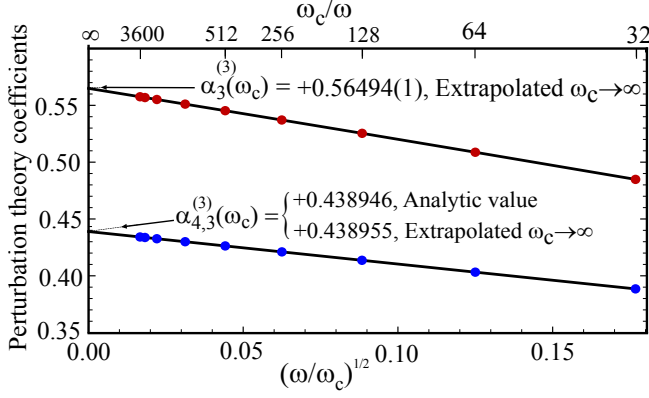 ω_c/ω
∞ 3600 512 256 128 64 32
Perturbation theory coefficients
0.55
0.50
0.45
0.40
0.35
α_3^(3)(ω_c) = +0.56494(1), Extrapolated ω_c→∞
α_4,3^(3)(ω_c) = { +0.438946, Analytic value
+0.438955, Extrapolated ω_c→∞
0.00 0.05 0.10 0.15
(ω/ω_c)^1/2